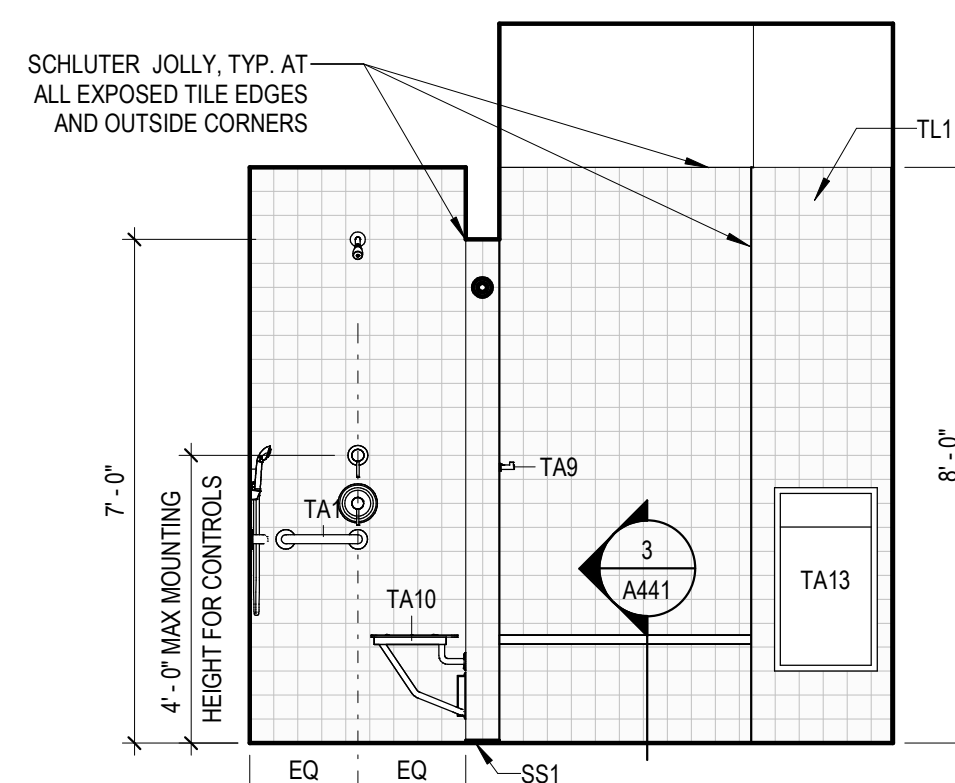 SCHLUTER JOLLY, TYP. AT
ALL EXPOSED TILE EDGES
AND OUTSIDE CORNERS
TL1
7' - 0"
4' - 0" MAX MOUNTING
HEIGHT FOR CONTROLS
8' - 0"
TA9
TA1
3
A441
TA13
TA10
EQ
EQ
SS1